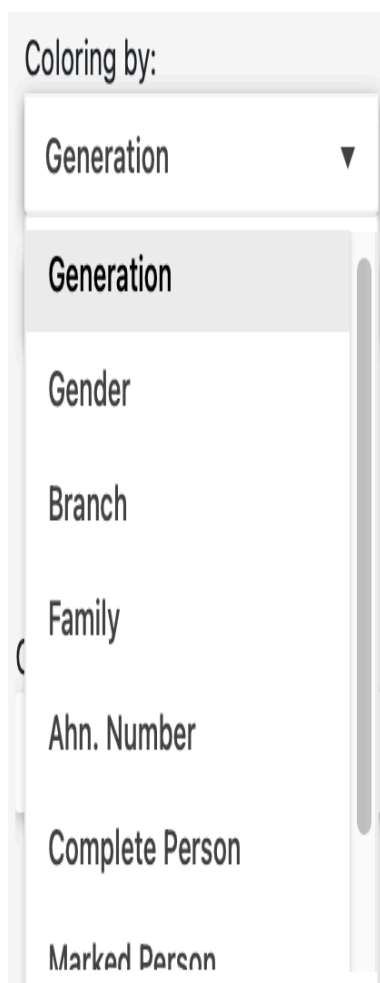 Coloring by:
Generation
Generation
Gender
Branch
Family
Ahn. Number
Complete Person
Marked Person